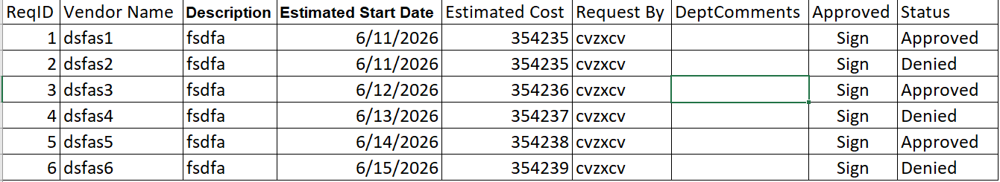 ReqID Vendor Name Description Estimated Start Date Estimated Cost Request By DeptComments Approved Status
1 dsfas1 fsdfa 6/11/2026 354235 cvzxcv Sign Approved
2 dsfas2 fsdfa 6/11/2026 354235 cvzxcv Sign Denied
3 dsfas3 fsdfa 6/12/2026 354236 cvzxcv Sign Approved
4 dsfas4 fsdfa 6/13/2026 354237 cvzxcv Sign Denied
5 dsfas5 fsdfa 6/14/2026 354238 cvzxcv Sign Approved
6 dsfas6 fsdfa 6/15/2026 354239 cvzxcv Sign Denied